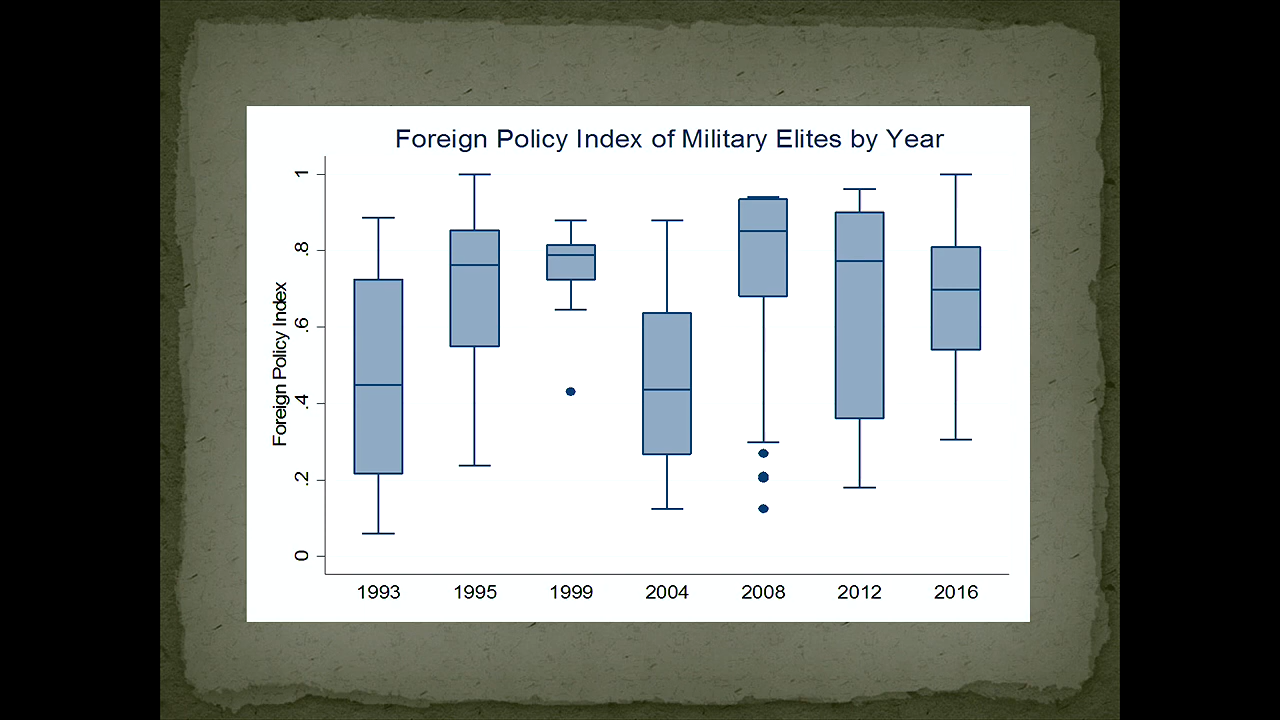 Foreign Policy Index of Military Elites by Year
Foreign Policy Index
1
.8
.6
.4
.2
0
1993 1995 1999 2004 2008 2012 2016